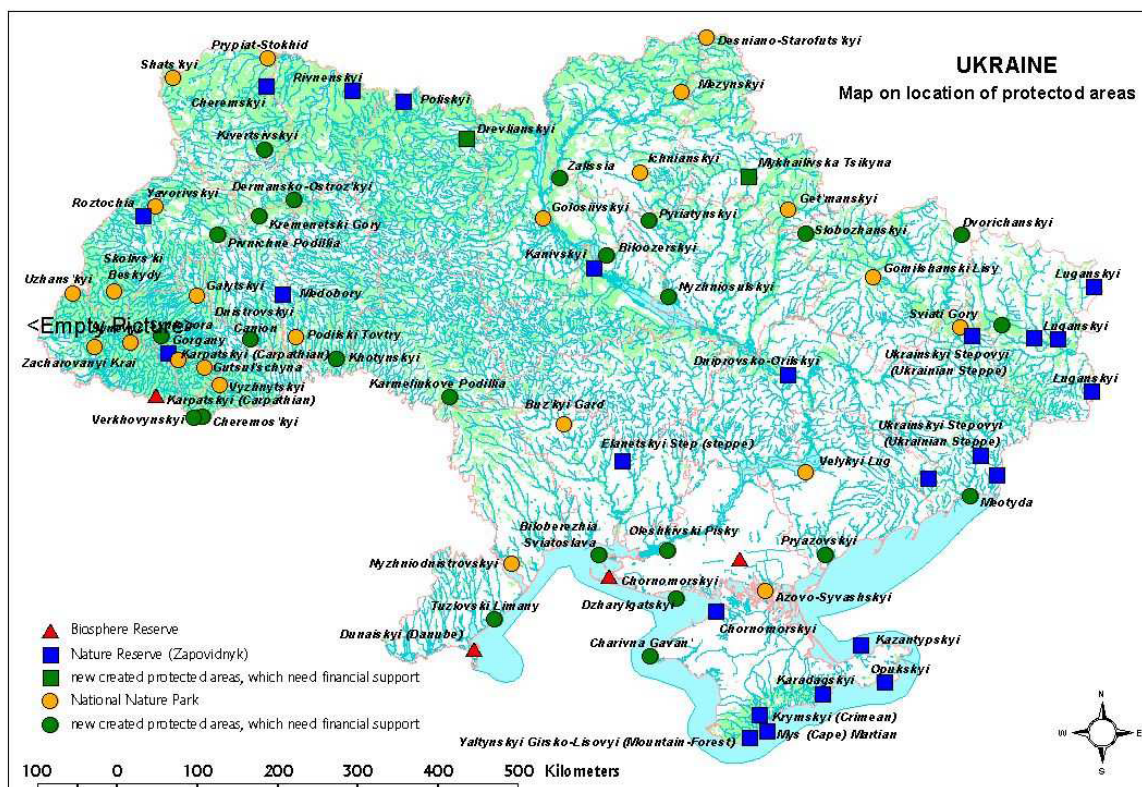 UKRAINE
Map on location of protectod areas
Desniano-Starofuts'kyi
Prypiat-Stokhid
Shats'kyi
Rivnenskyi
Mezynskyi
Cheremskyi
Poliskyi
Drevlianskyi
Kivertsivskyi
Zalissia
Ichnianskyi
Mykhailivska Tsikyna
Dermansko-Ostroz'kyi
Yavorivskyi
Roztochia
Get'manskyi
Golosiivskyi
Pyriatynskyi
Kremenetski Gory
Slobozhanskyi
Dvorichanskyi
Pivnichne Podillia
Kanivskyi
Biloozerskyi
Skolivs'ki
Beskydy
Uzhans'kyi
Galytskyi
Medobory
Nyzhniosulskyi
Gomilshanski Lisy
Luganskyi
Dnistrovskyi
Canion
<Empty Picture>
Gorgany
Podilski Tovtry
Sviati Gory
Luganskyi
Zacharovanyi Krai
Karpatskyi (Carpathian)
Gutsul'schyna
Khotynskyi
Dniprovsko-Orilskyi
Ukrainskyi Stepovyi
(Ukrainian Steppe)
Vyzhnytskyi
Karmelinkove Podillia
Luganskyi
Karpatskyi (Carpathian)
Verkhovynskyi
Cheremos'kyi
Buz'kyi Gard
Ukrainskyi Stepovyi
(Ukrainian Steppe)
Elanetskyi Step (steppe)
Velykyi Lug
Meotyda
Biloberezhia
Sviatoslava
Oleshkivski Pisky
Pryazovskyi
Nyzhniodnistrovskyi
Chornomorskyi
Azovo-Syvashskyi
Tuzlovski Limany
Dzharylgatskyi
Chornomorskyi
Dunaiskyi (Danube)
Charivna Gavan'
Kazantypskyi
Opukskyi
Karadagskyi
Krymskyi (Crimean)
Mys (Cape) Martian
Yaltynskyi Girsko-Lisovyi (Mountain-Forest)
Biosphere Reserve
Nature Reserve (Zapovidnyk)
new created protected areas, which need financial support
National Nature Park
new created protected areas, which need financial support
N
W E
S
100 0 100 200 300 400 500 Kilometers